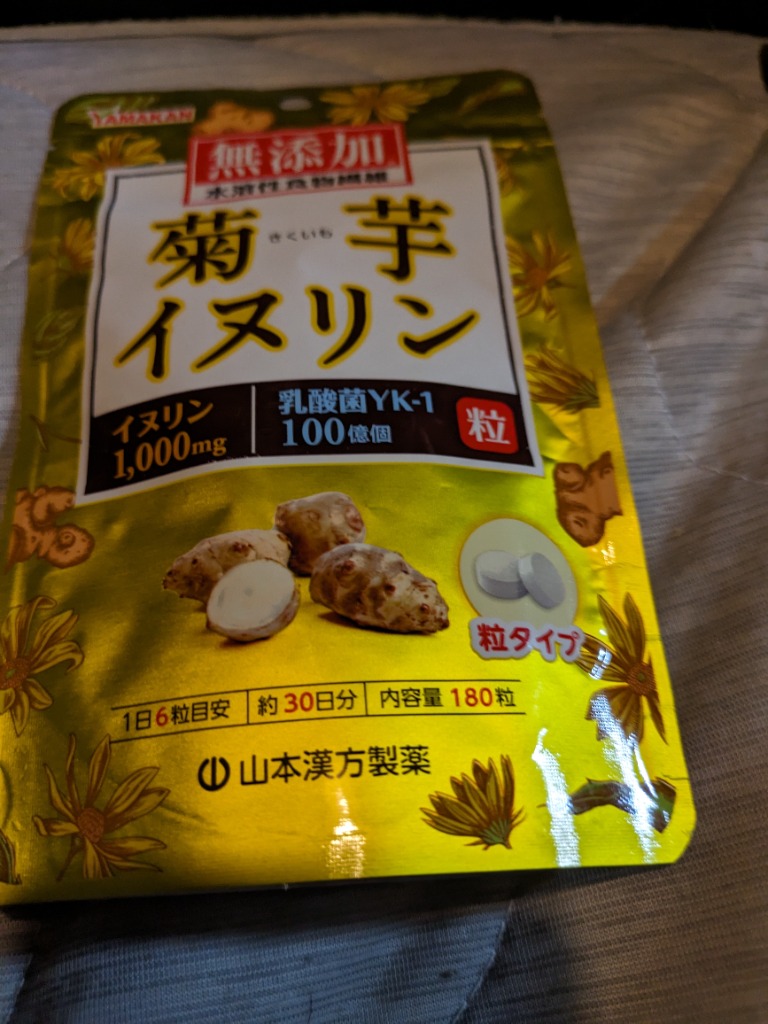 YAMAKAN
無添加
水溶性食物繊維
菊芋
きくいも
イヌリン
イヌリン
1,000mg
乳酸菌YK-1
100億個
粒
粒タイプ
1日6粒目安
約30日分
内容量180粒
山本漢方製薬